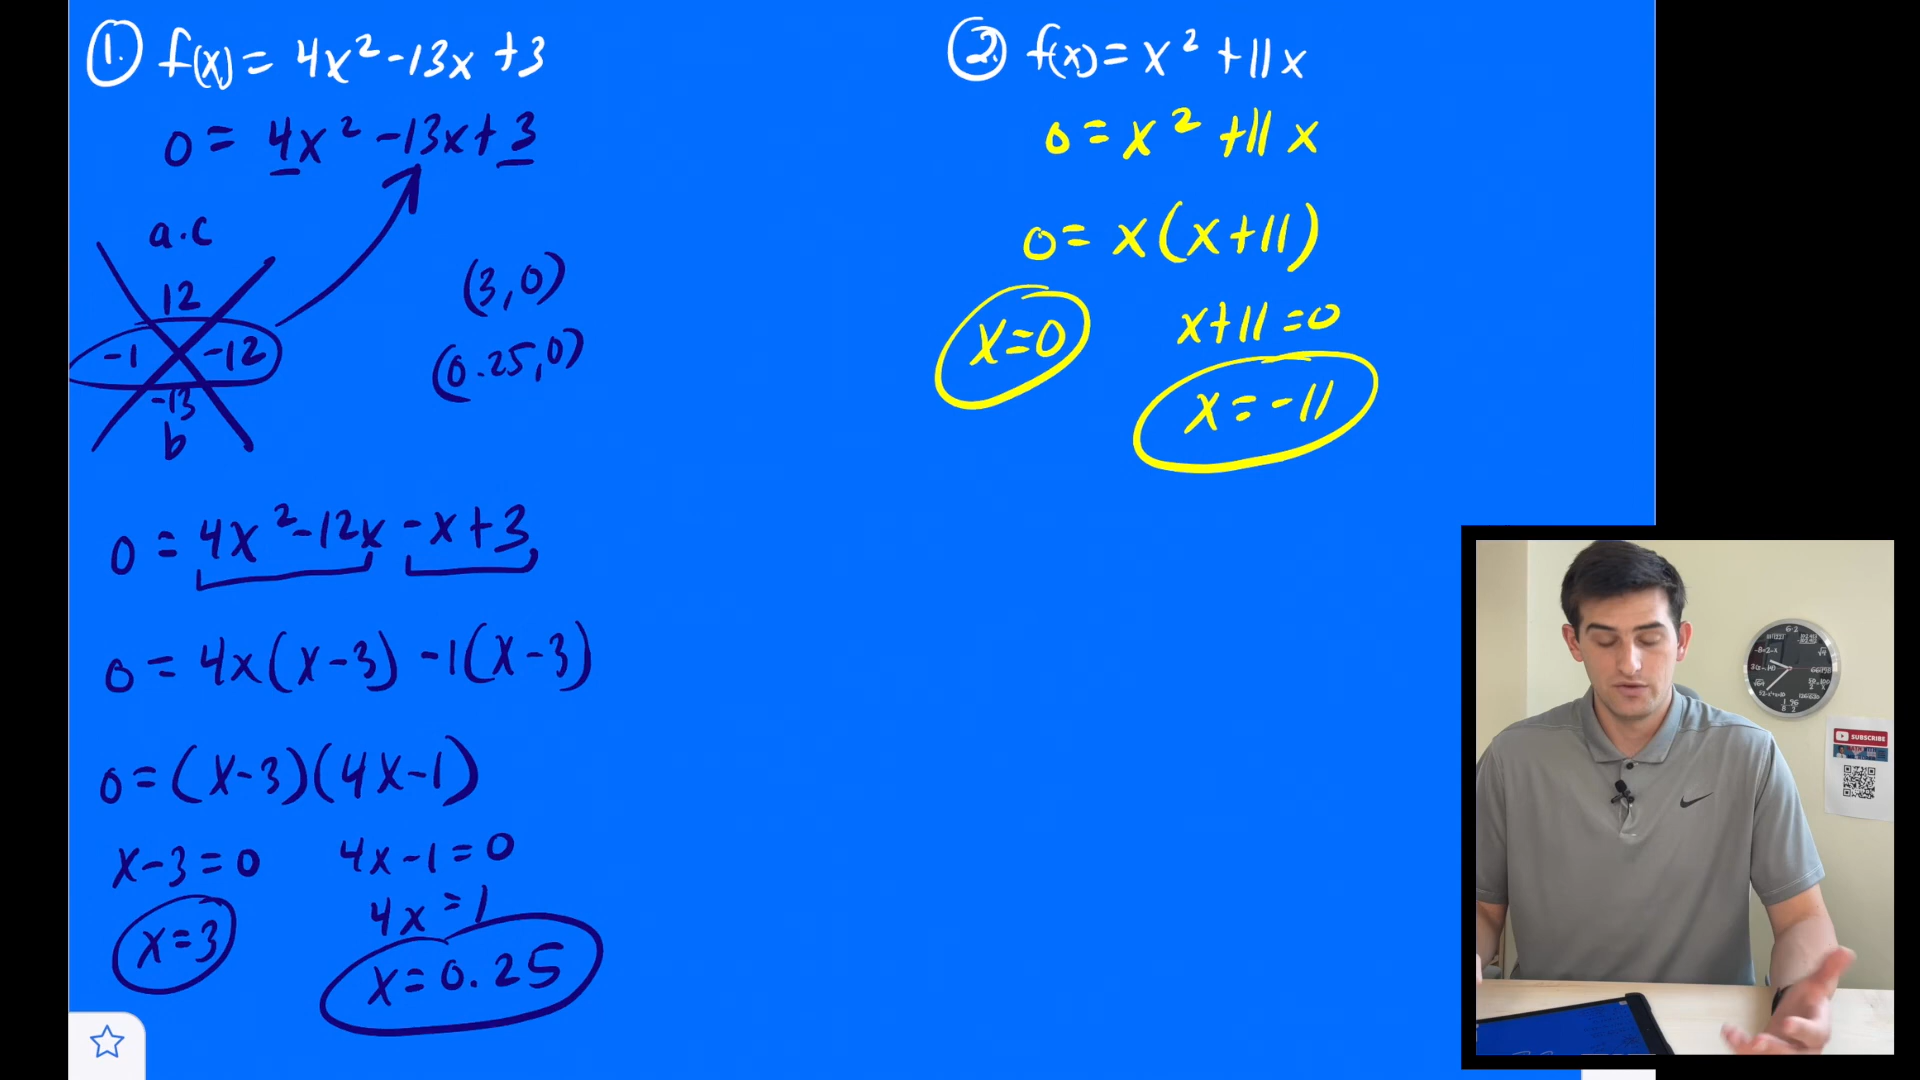 1. f(x) = 4x² -13x +3
0 = 4x² -13x + 3
a.c
12
-1 -12
-13
b
(3,0)
(0.25,0)
0 = 4x² -12x -x +3
0 = 4x(x-3) -1(x-3)
0 = (x-3)(4x-1)
x-3=0 4x-1=0
4x =1
x=3
x=0.25
2. f(x) = x² +11x
0 = x² +11x
0 = x(x+11)
x=0
x+11=0
x=-11
SUBSCRIBE